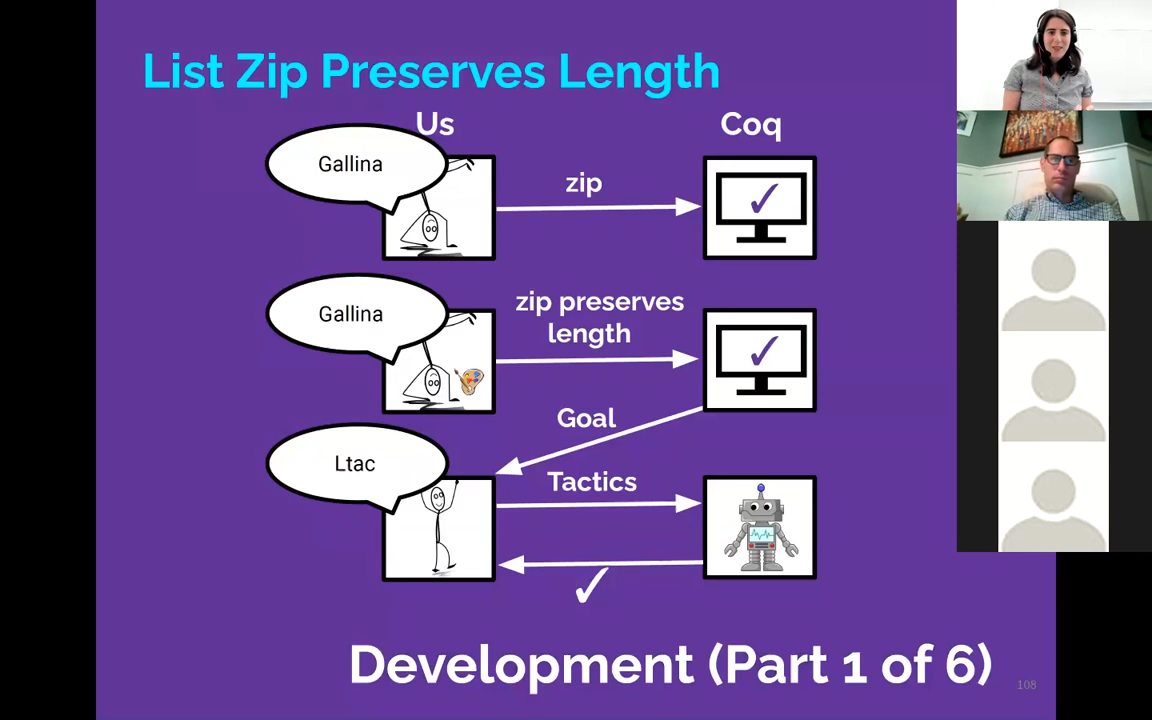 List Zip Preserves Length
Us
Coq
Gallina
zip
Gallina
zip preserves
length
Goal
Ltac
Tactics
Development (Part 1 of 6)
108